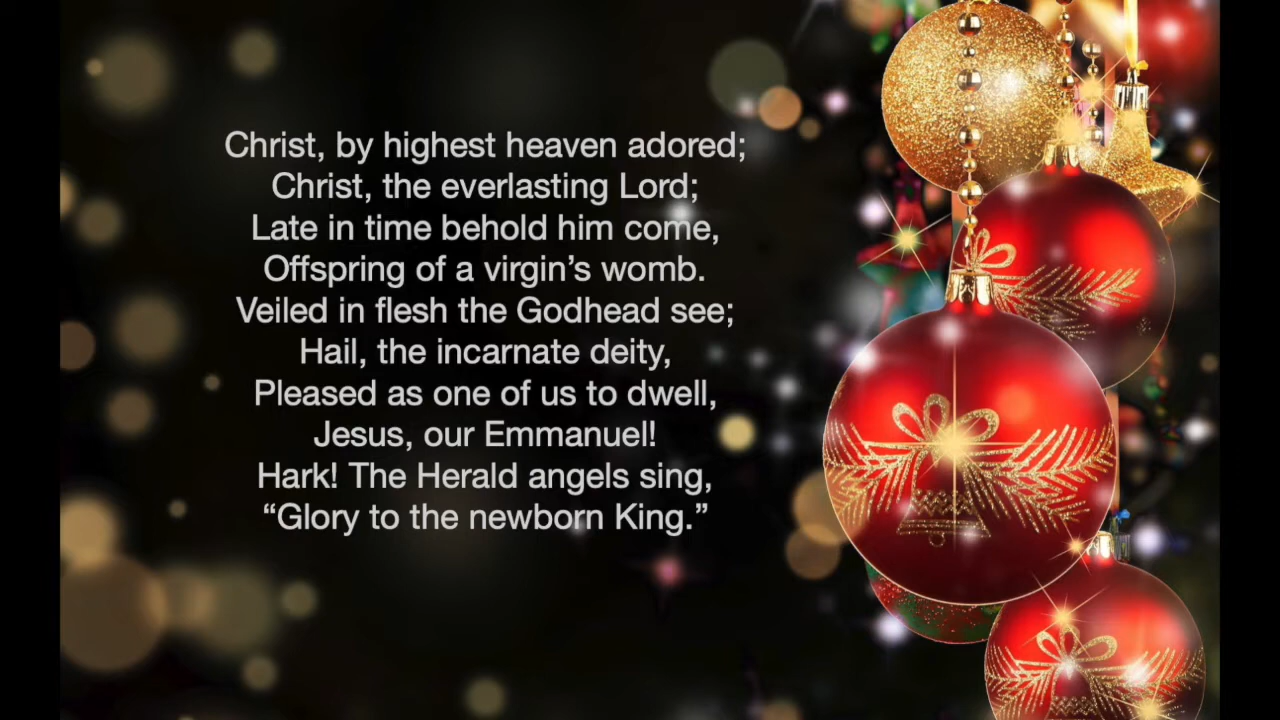 Christ, by highest heaven adored;
Christ, the everlasting Lord;
Late in time behold him come,
Offspring of a virgin’s womb.
Veiled in flesh the Godhead see;
Hail, the incarnate deity,
Pleased as one of us to dwell,
Jesus, our Emmanuel!
Hark! The Herald angels sing,
“Glory to the newborn King.”